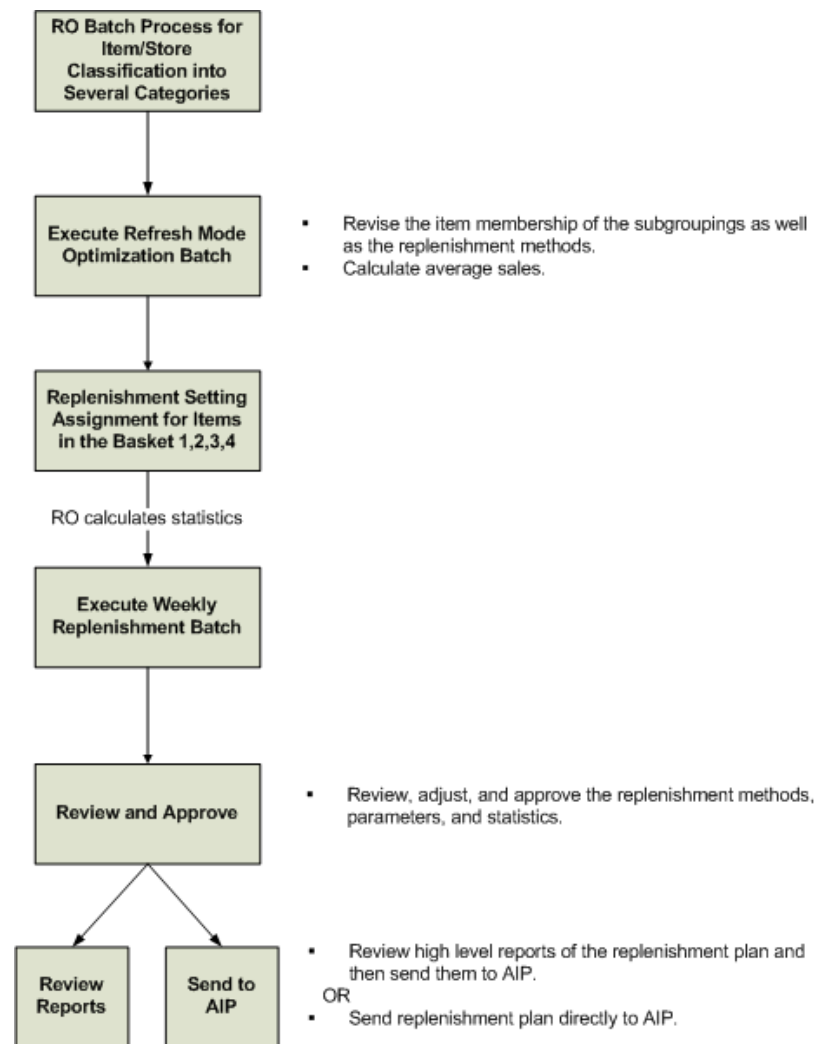 RO Batch Process for
Item/Store
Classification into
Several Categories
Execute Refresh Mode
Optimization Batch
▪ Revise the item membership of the subgroupings as well
as the replenishment methods.
▪ Calculate average sales.
Replenishment Setting
Assignment for Items
in the Basket 1,2,3,4
RO calculates statistics
Execute Weekly
Replenishment Batch
Review and Approve
▪ Review, adjust, and approve the replenishment methods,
parameters, and statistics.
Review
Reports
Send to
AIP
▪ Review high level reports of the replenishment plan and
then send them to AIP.
OR
▪ Send replenishment plan directly to AIP.